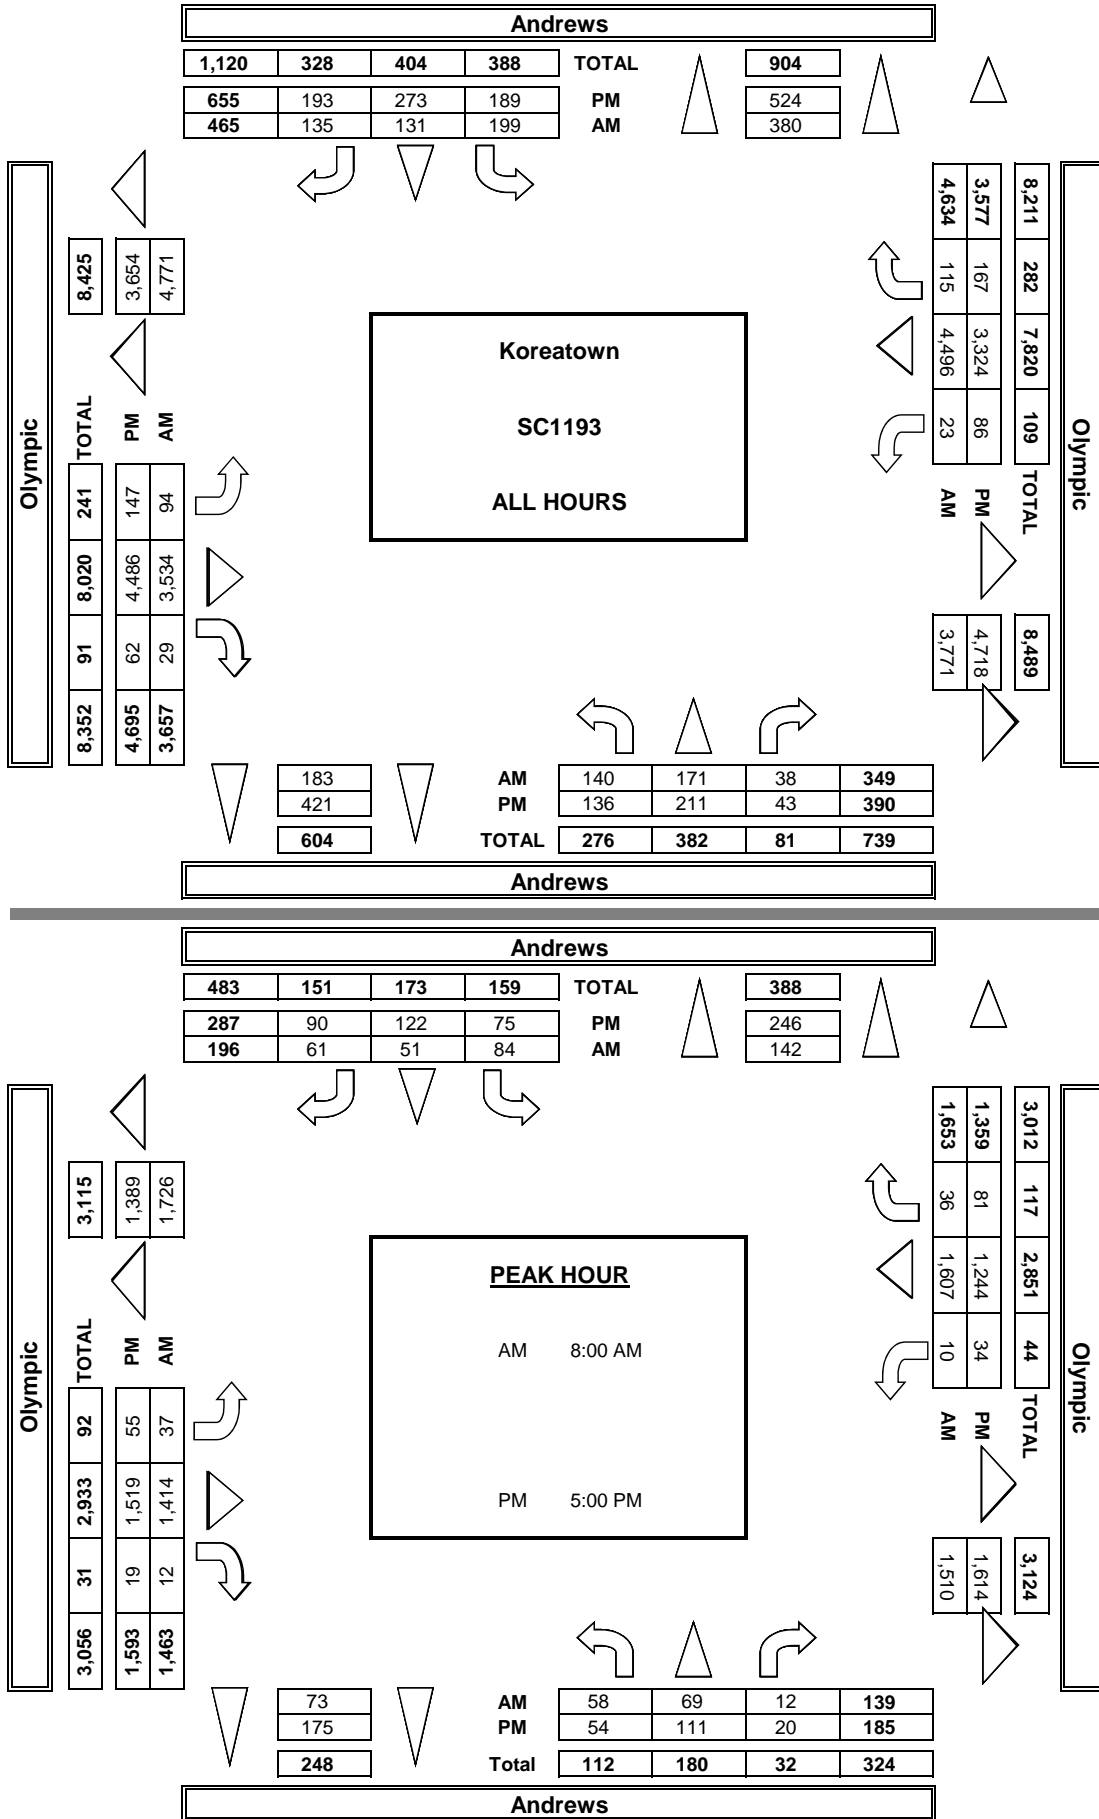 Andrews
1,120 328 404 388 TOTAL 904
655 193 273 189 PM 524
465 135 131 199 AM 380
Olympic
8,425
3,654
4,771
TOTAL 241 8,020 91 8,352
PM 147 4,486 62 4,695
AM 94 3,534 29 3,657
Koreatown
SC1193
ALL HOURS
8,211 282 7,820 109 TOTAL 8,489
3,577 167 3,324 86 PM 4,718
4,634 115 4,496 23 AM 3,771
Olympic
183 AM 140 171 38 349
421 PM 136 211 43 390
604 TOTAL 276 382 81 739
Andrews
Andrews
483 151 173 159 TOTAL 388
287 90 122 75 PM 246
196 61 51 84 AM 142
Olympic
3,115
1,389
1,726
TOTAL 92 2,933 31 3,056
PM 55 1,519 19 1,593
AM 37 1,414 12 1,463
PEAK HOUR
AM 8:00 AM
PM 5:00 PM
3,012 117 2,851 44 TOTAL 3,124
1,359 81 1,244 34 PM 1,614
1,653 36 1,607 10 AM 1,510
Olympic
73 AM 58 69 12 139
175 PM 54 111 20 185
248 Total 112 180 32 324
Andrews